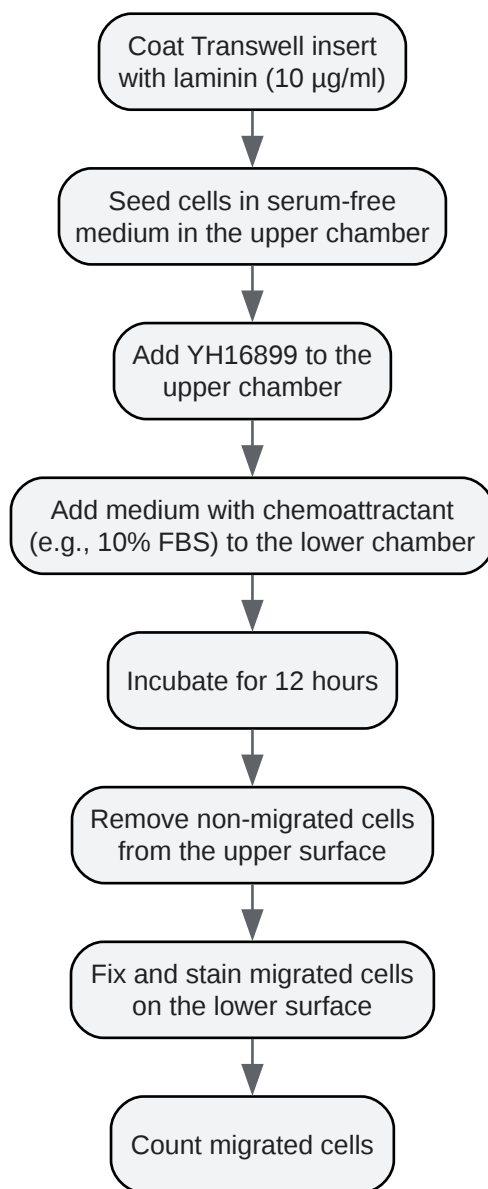 Coat Transwell insert
with laminin (10 µg/ml)
Seed cells in serum-free
medium in the upper chamber
Add YH16899 to the
upper chamber
Add medium with chemoattractant
(e.g., 10% FBS) to the lower chamber
Incubate for 12 hours
Remove non-migrated cells
from the upper surface
Fix and stain migrated cells
on the lower surface
Count migrated cells